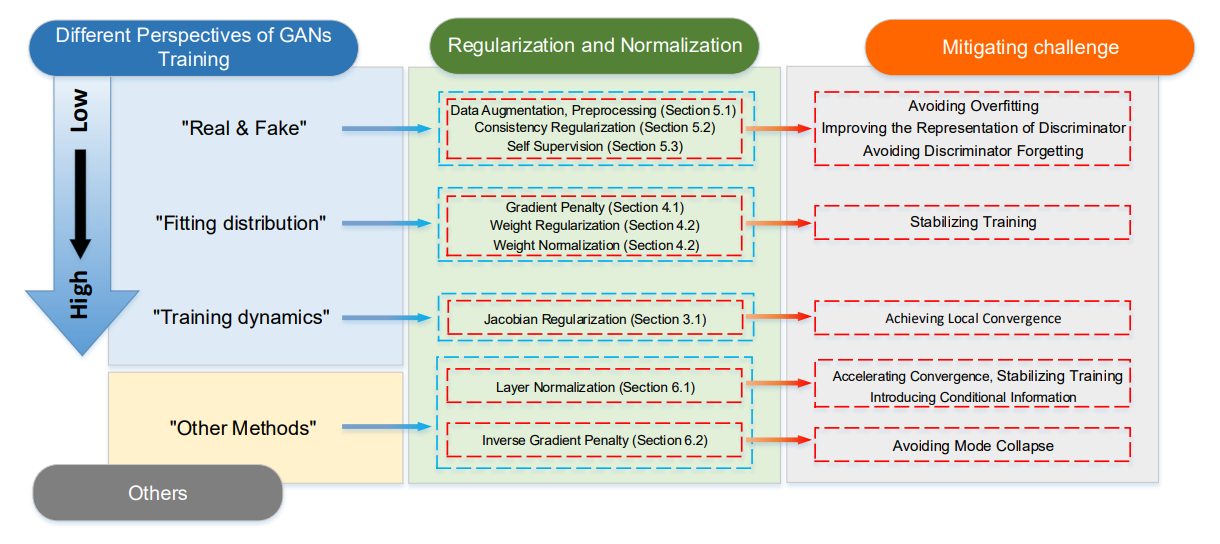 Different Perspectives of GANs
Training
Regularization and Normalization
Mitigating challenge
Low
High
"Real & Fake"
Data Augmentation, Preprocessing (Section 5.1)
Consistency Regularization (Section 5.2)
Self Supervision (Section 5.3)
Avoiding Overfitting
Improving the Representation of Discriminator
Avoiding Discriminator Forgetting
"Fitting distribution"
Gradient Penalty (Section 4.1)
Weight Regularization (Section 4.2)
Weight Normalization (Section 4.2)
Stabilizing Training
"Training dynamics"
Jacobian Regularization (Section 3.1)
Achieving Local Convergence
"Other Methods"
Layer Normalization (Section 6.1)
Accelerating Convergence, Stabilizing Training
Introducing Conditional Information
Inverse Gradient Penalty (Section 6.2)
Avoiding Mode Collapse
Others